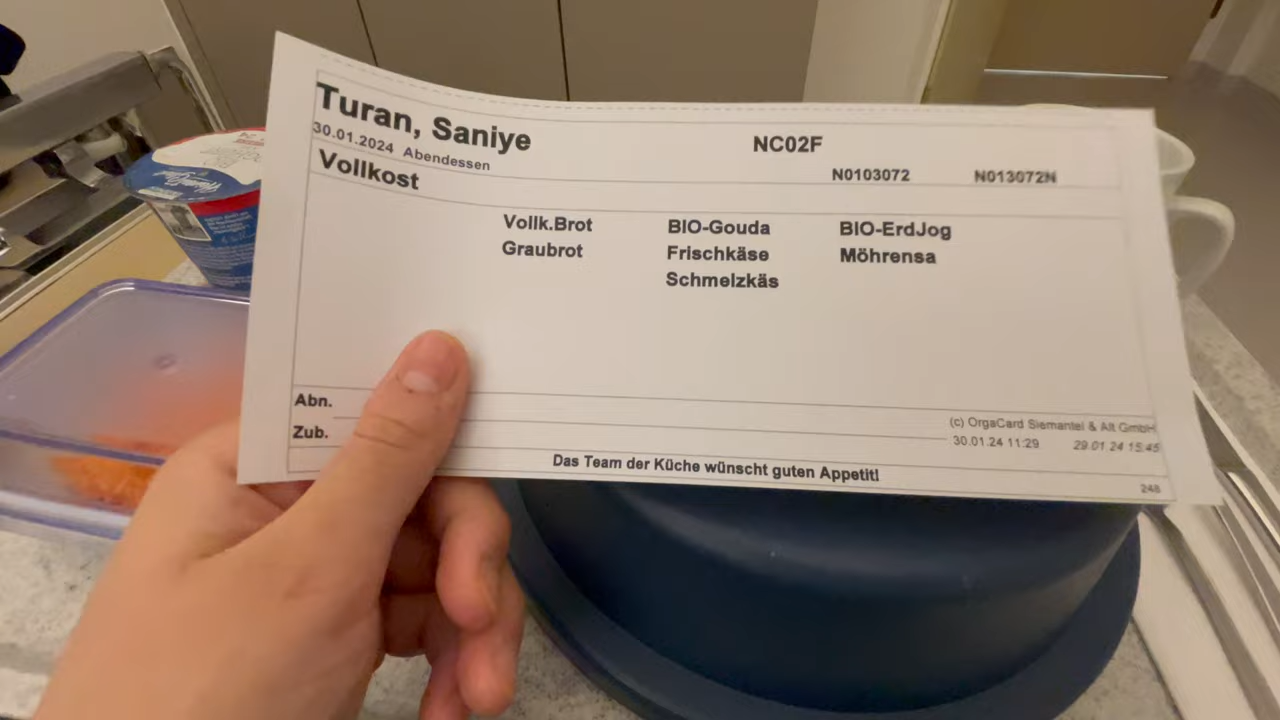 Turan, Saniye
NC02F
30.01.2024 Abendessen
N0103072 N013072N
Vollkost
Vollk.Brot BIO-Gouda BIO-ErdJog
Graubrot Frischkäse Möhrensa
Schmelzkäs
Abn.
(c) OrgaCard Siemantel & Alt GmbH
Zub.
30.01.24 11:29 29.01.24 15:45
Das Team der Küche wünscht guten Appetit!
248